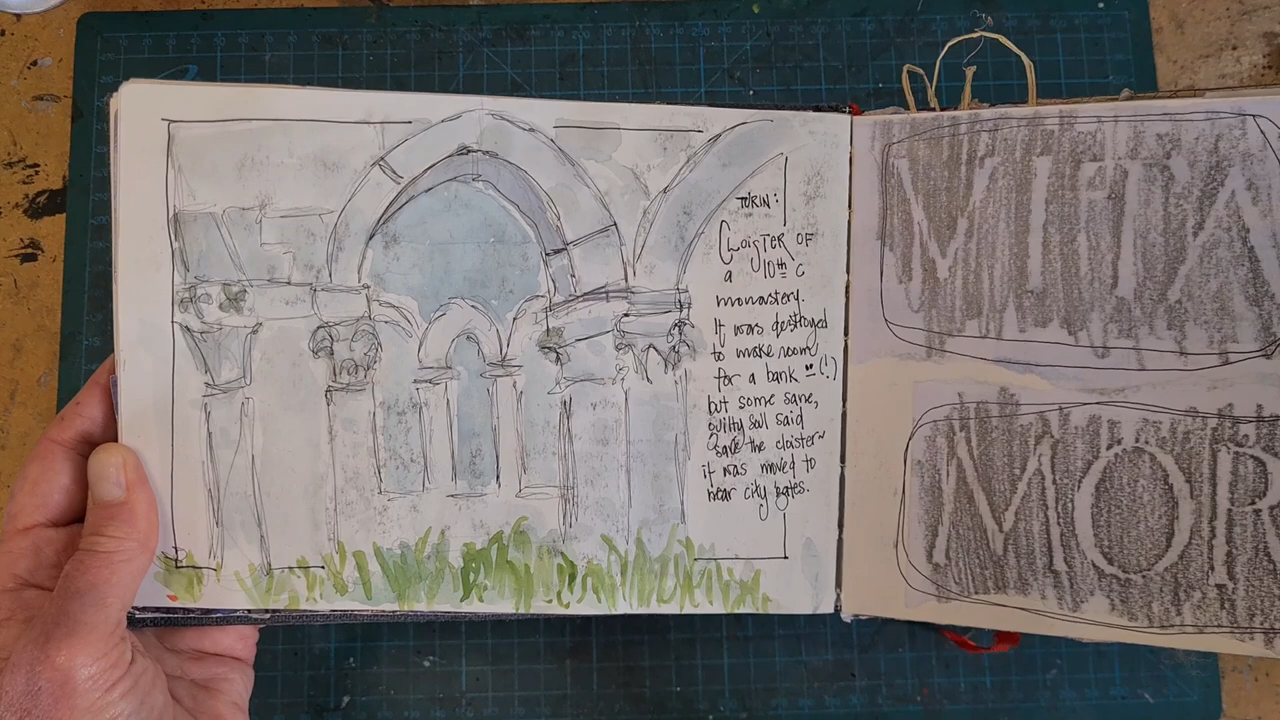 TURIN:
CLOISTER OF
a 10th C
monastery.
It was destroyed
to make room
for a bank (!)
but some sane,
guilty soul said
save the cloister~
it was moved to
near city gates.
VITA
MOR